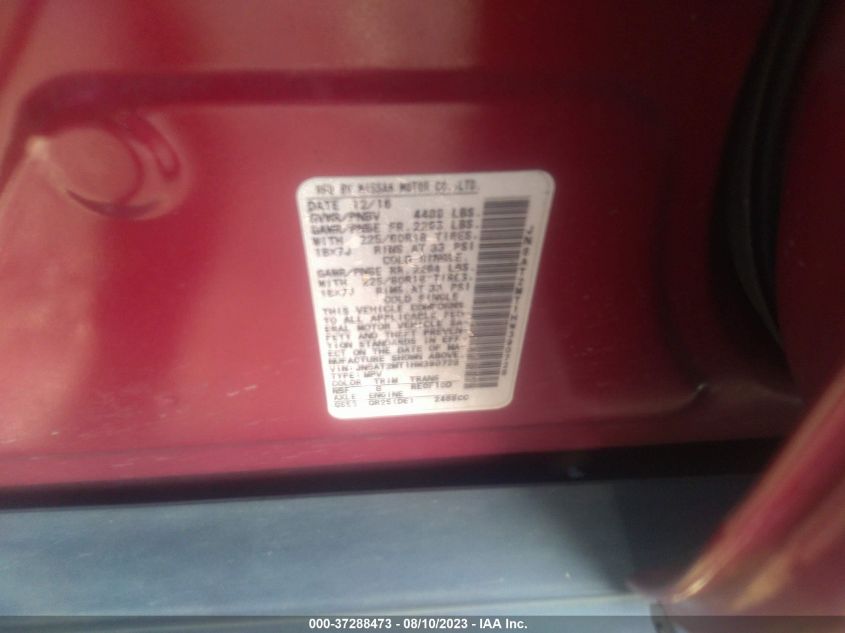 MFD BY NISSAN MOTOR CO.,LTD.
DATE 12/16
GVWR/PNBV 4400 LBS.
GAWR/PNBE FR. 2253 LBS.
WITH 225/60R18 TIRES.
18X7J RIMS AT 33 PSI
COLD SINGLE
GAWR/PNBE RR. LBS.
WITH 225/60R18 TIRES.
18X7J RIMS AT 33 PSI
COLD SINGLE
THIS VEHICLE CONFORMS
TO ALL APPLICABLE FED-
ERAL MOTOR VEHICLE SA-
FETY AND THEFT PREVEN-
TION STANDARDS IN EFF-
ECT ON THE DATE OF MA-
NUFACTURE SHOWN ABOVE
VIN:
TYPE: MPV
COLOR TRIM TRANS
NBF G RE0F10D
AXLE ENGINE
QR25(DE) 2488CC
000-37288473 - 08/10/2023 - IAA Inc.